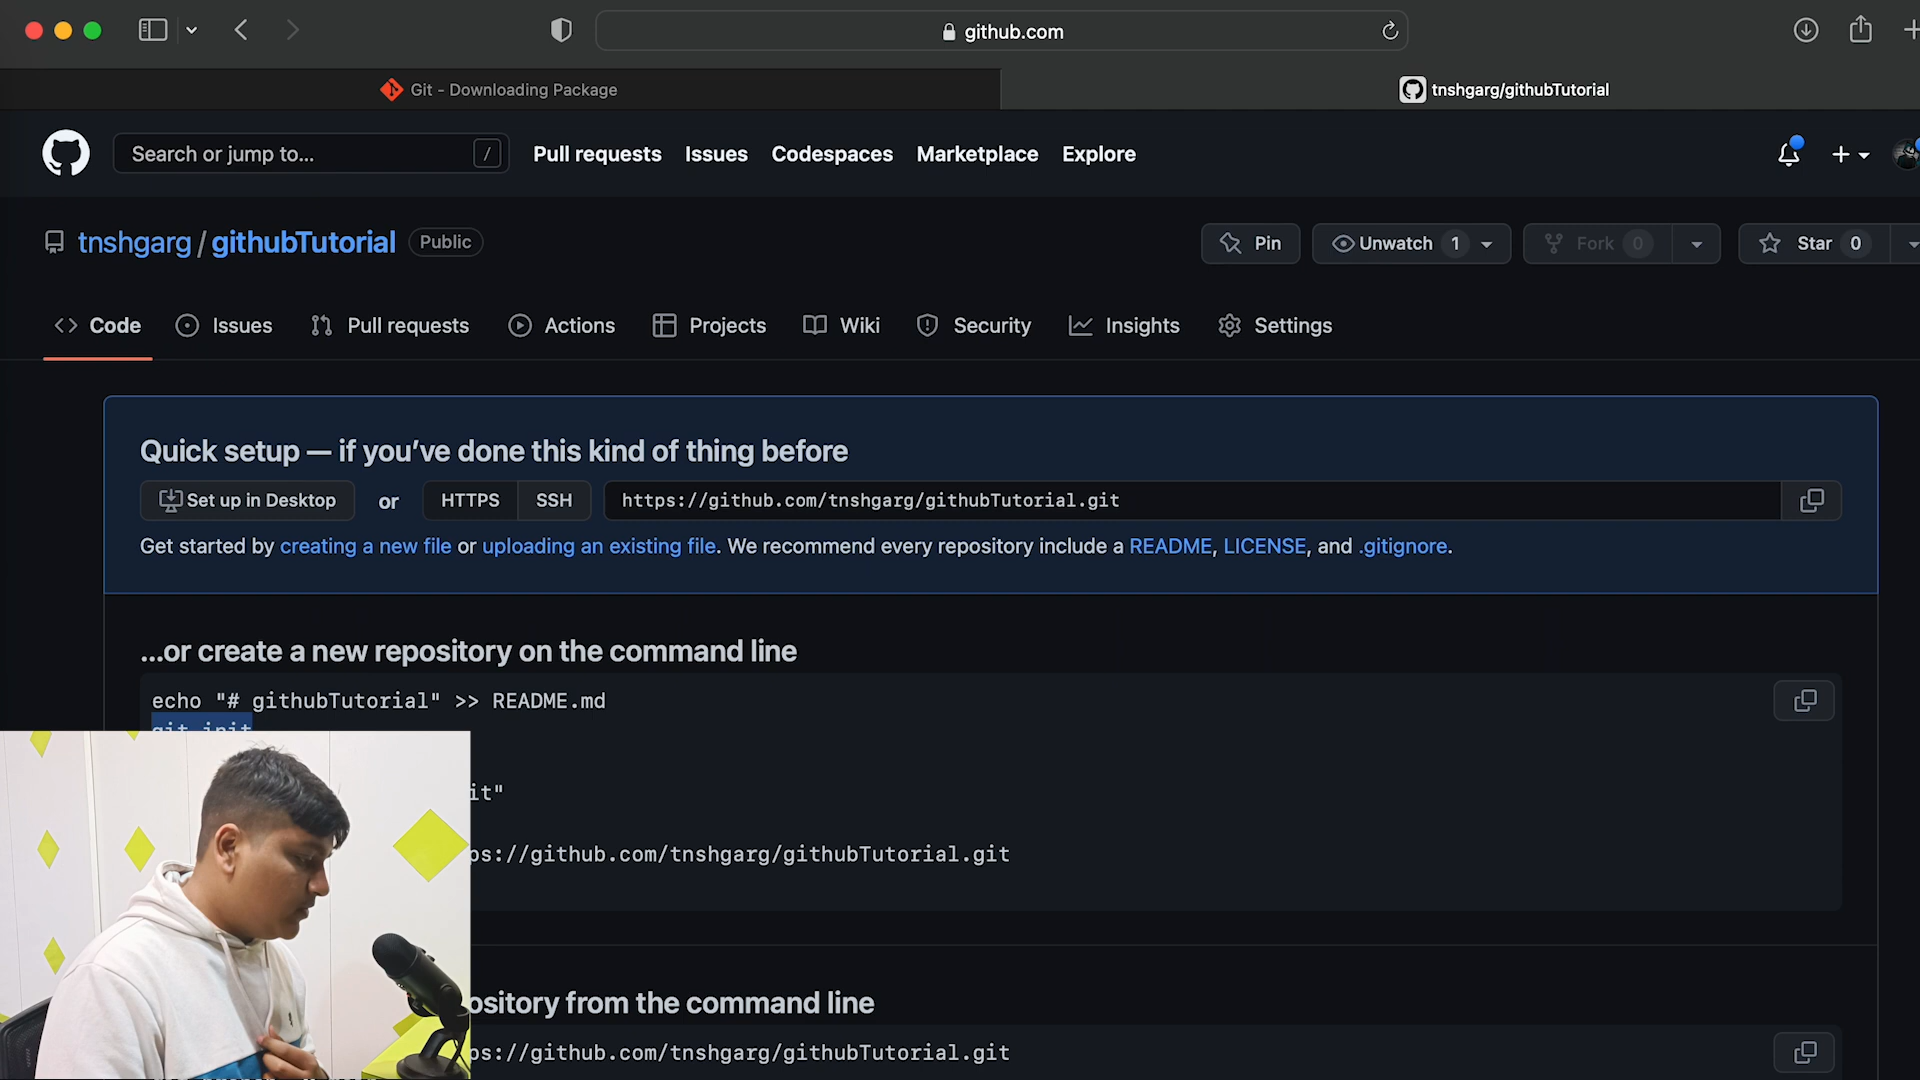 github.com
Git - Downloading Package
tnshgarg/githubTutorial
Search or jump to...
/
Pull requests
Issues
Codespaces
Marketplace
Explore
tnshgarg / githubTutorial
Public
Pin
Unwatch 1
Fork 0
Star 0
Code
Issues
Pull requests
Actions
Projects
Wiki
Security
Insights
Settings
Quick setup — if you’ve done this kind of thing before
Set up in Desktop
or
HTTPS
SSH
https://github.com/tnshgarg/githubTutorial.git
Get started by creating a new file or uploading an existing file. We recommend every repository include a README, LICENSE, and .gitignore.
...or create a new repository on the command line
echo "# githubTutorial" >> README.md
git init
it"
ps://github.com/tnshgarg/githubTutorial.git
ository from the command line
ps://github.com/tnshgarg/githubTutorial.git